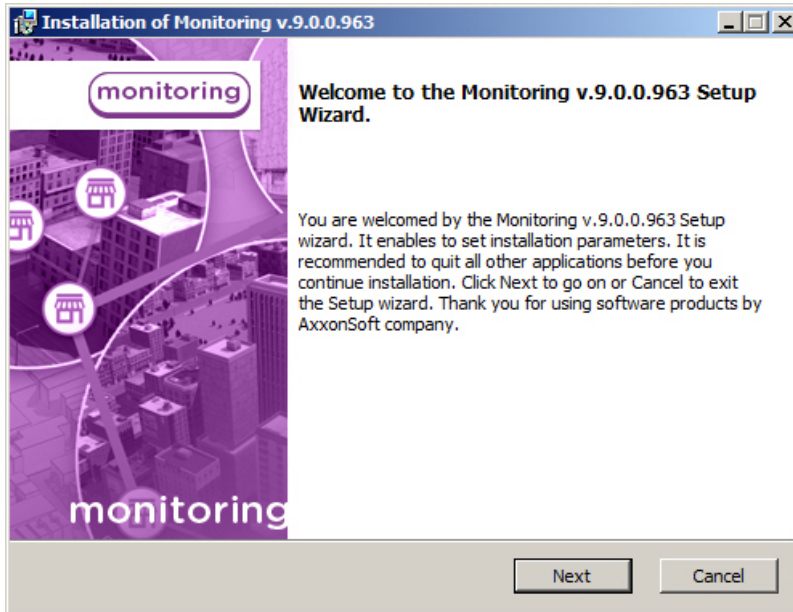 Installation of Monitoring v.9.0.0.963
monitoring
Welcome to the Monitoring v.9.0.0.963 Setup
Wizard.
You are welcomed by the Monitoring v.9.0.0.963 Setup
wizard. It enables to set installation parameters. It is
recommended to quit all other applications before you
continue installation. Click Next to go on or Cancel to exit
the Setup wizard. Thank you for using software products by
AxxonSoft company.
monitoring
Next
Cancel